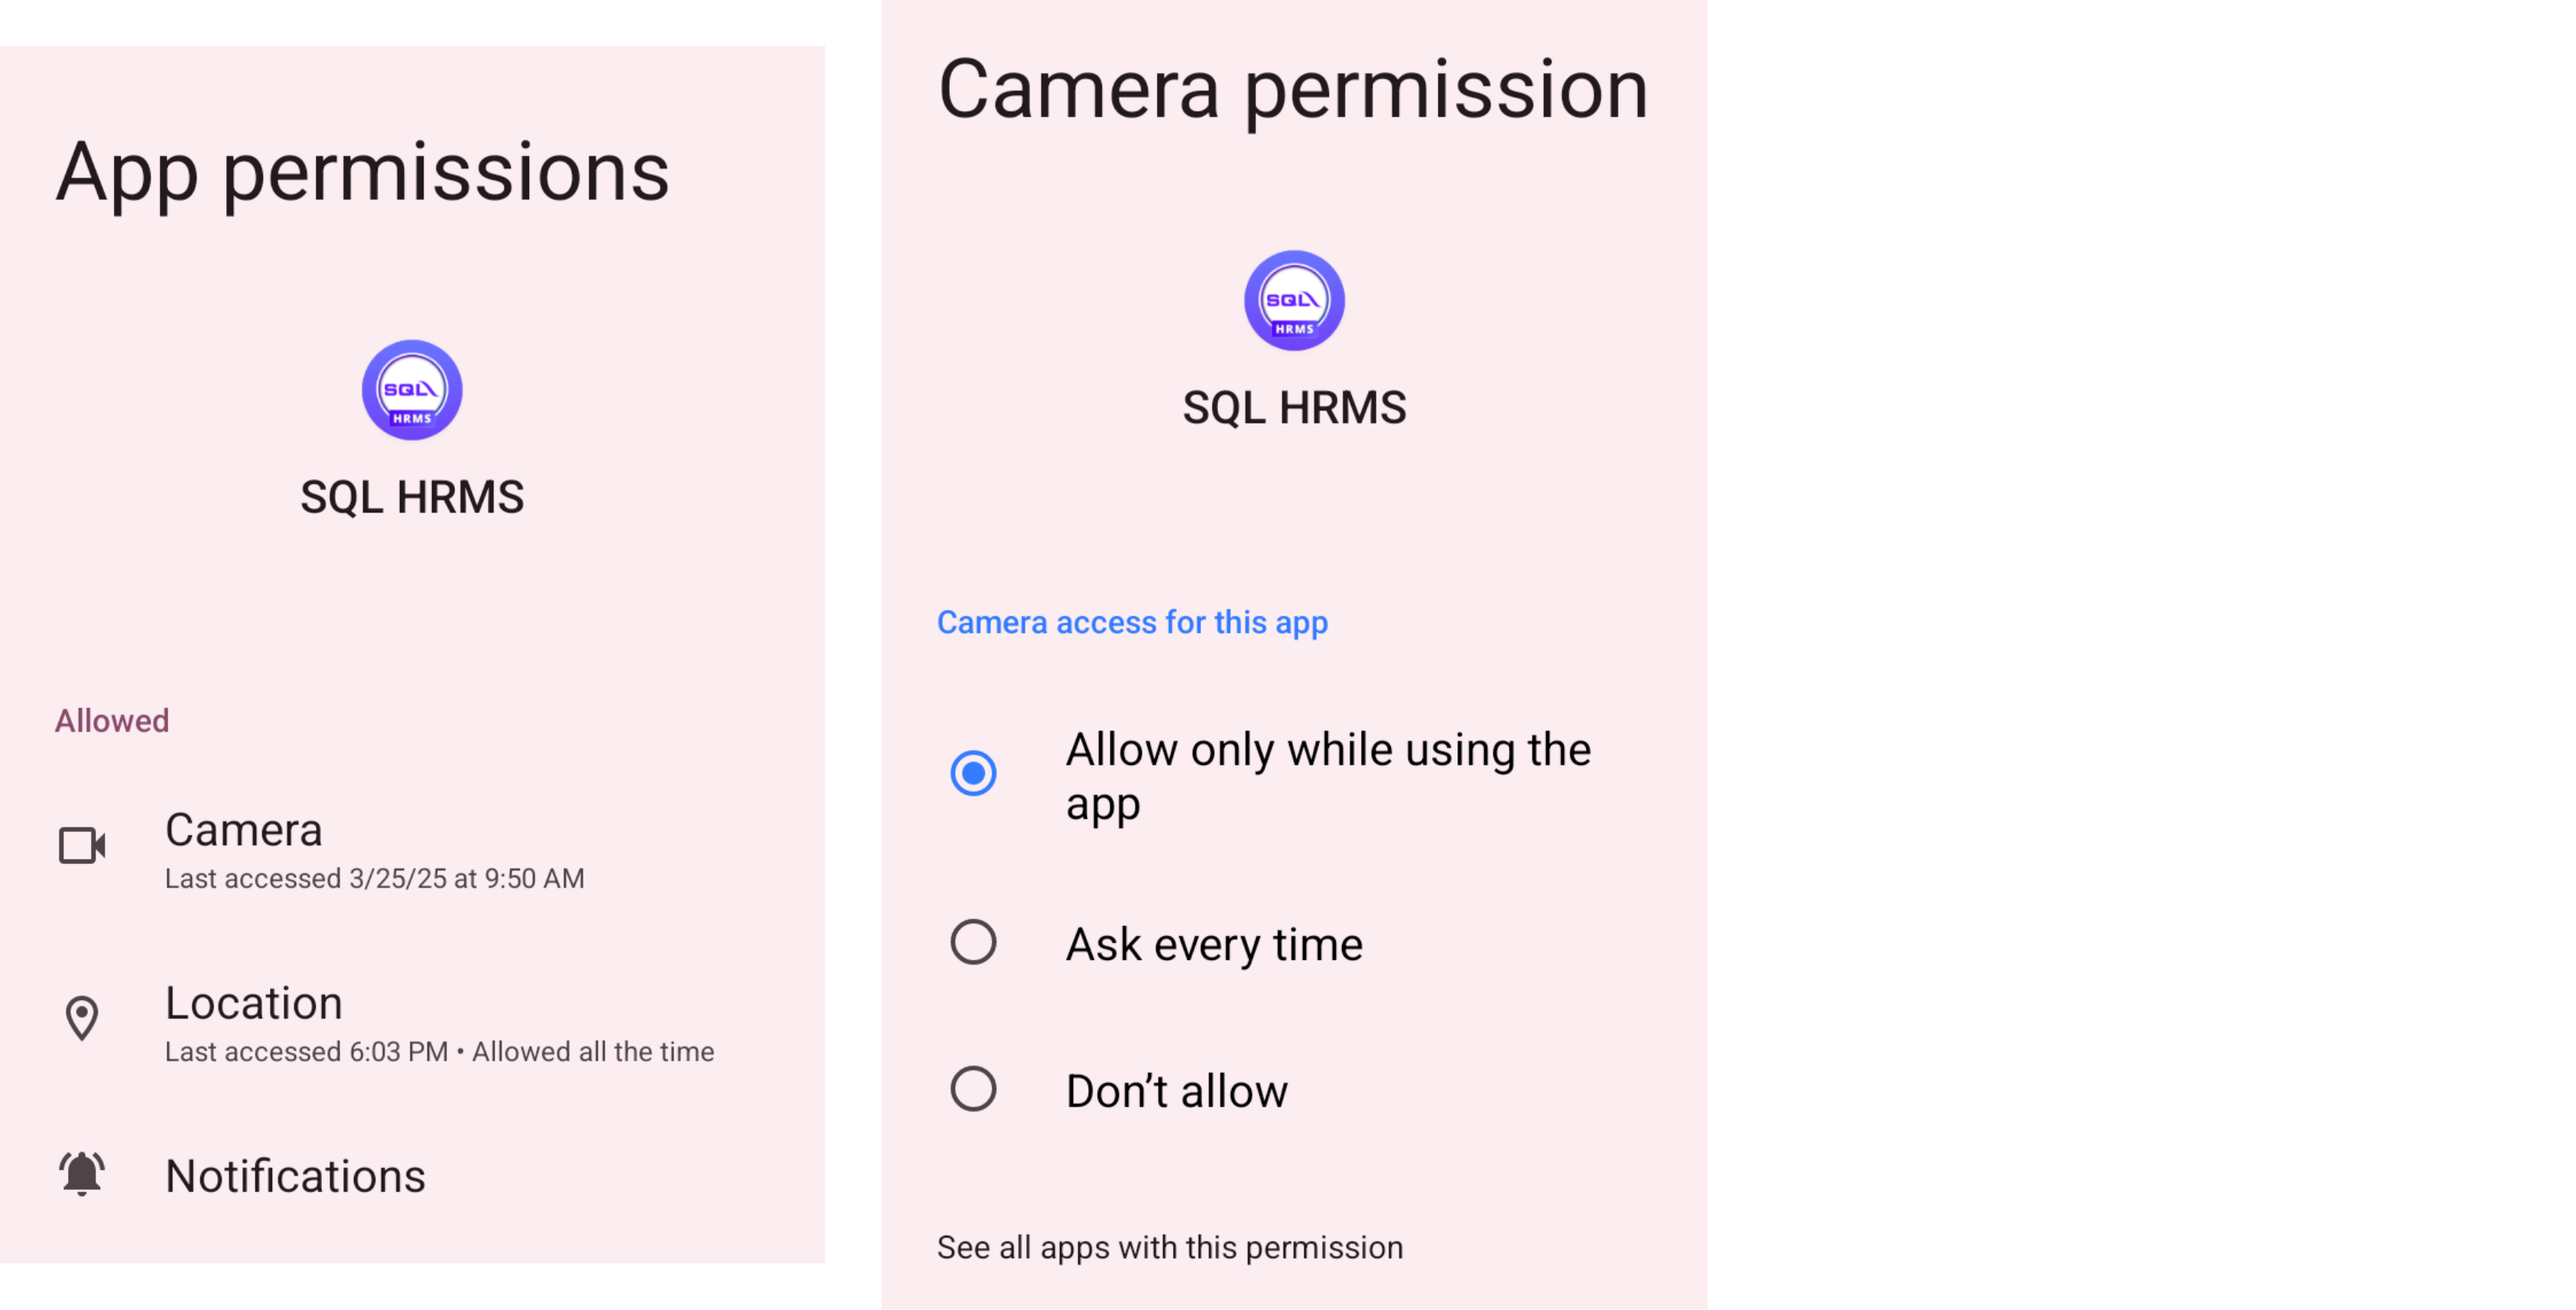 App permissions
SQL
HRMS
SQL HRMS
Allowed
Camera
Last accessed 3/25/25 at 9:50 AM
Location
Last accessed 6:03 PM • Allowed all the time
Notifications
Camera permission
SQL
HRMS
SQL HRMS
Camera access for this app
Allow only while using the
app
Ask every time
Don’t allow
See all apps with this permission